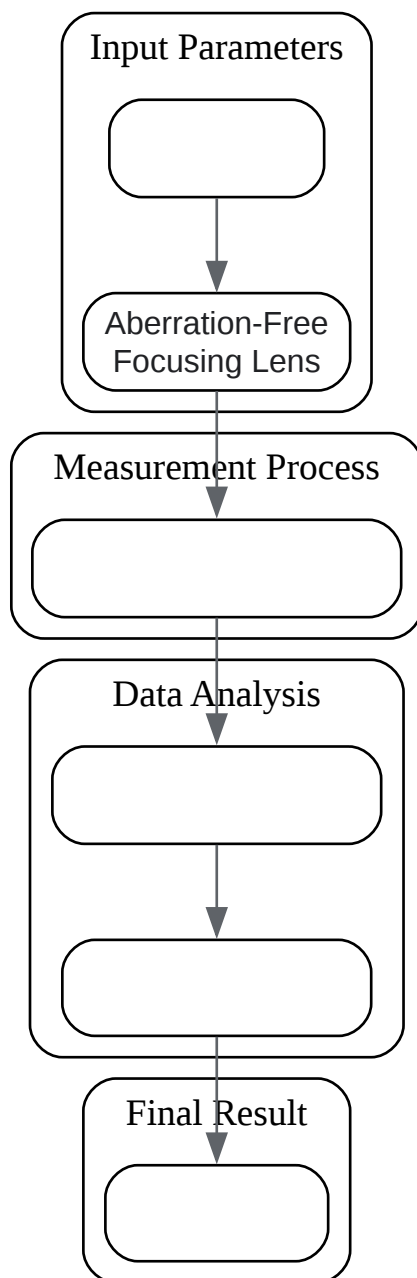 Input Parameters
Aberration-Free
Focusing Lens
Measurement Process
Data Analysis
Final Result